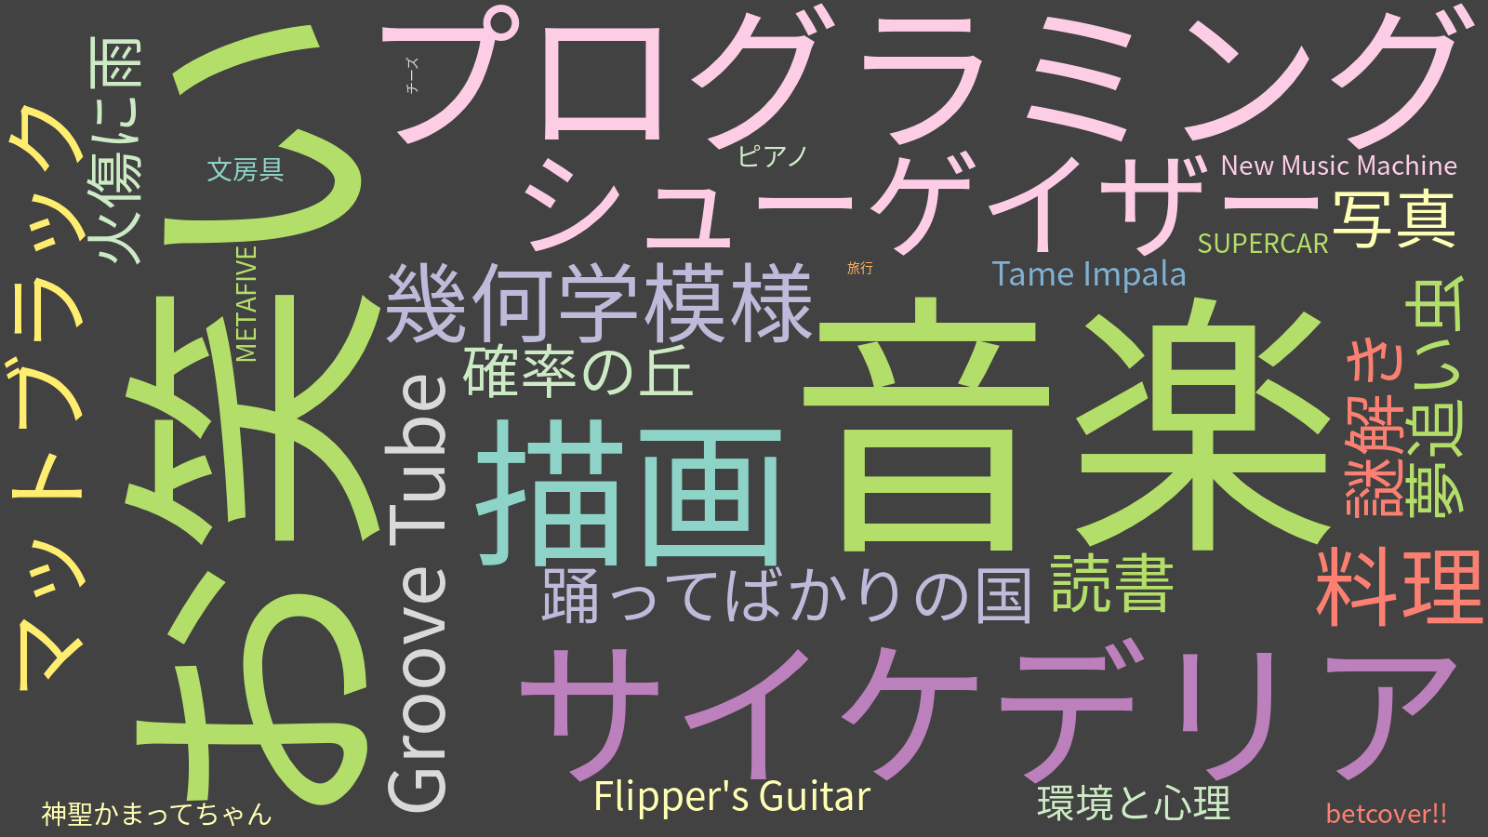 プログラミング
チーズ
シューゲイザー
ピアノ
New Music Machine
写真
SUPERCAR
Tame Impala
旅行
文房具
火傷に雨
マットブラック
お笑い
METAFIVE
幾何学模様
確率の丘
音楽
描画
Groove Tube
謎解き
夢追い虫
踊ってばかりの国
読書
料理
サイケデリア
Flipper's Guitar
環境と心理
betcover!!
神聖かまってちゃん